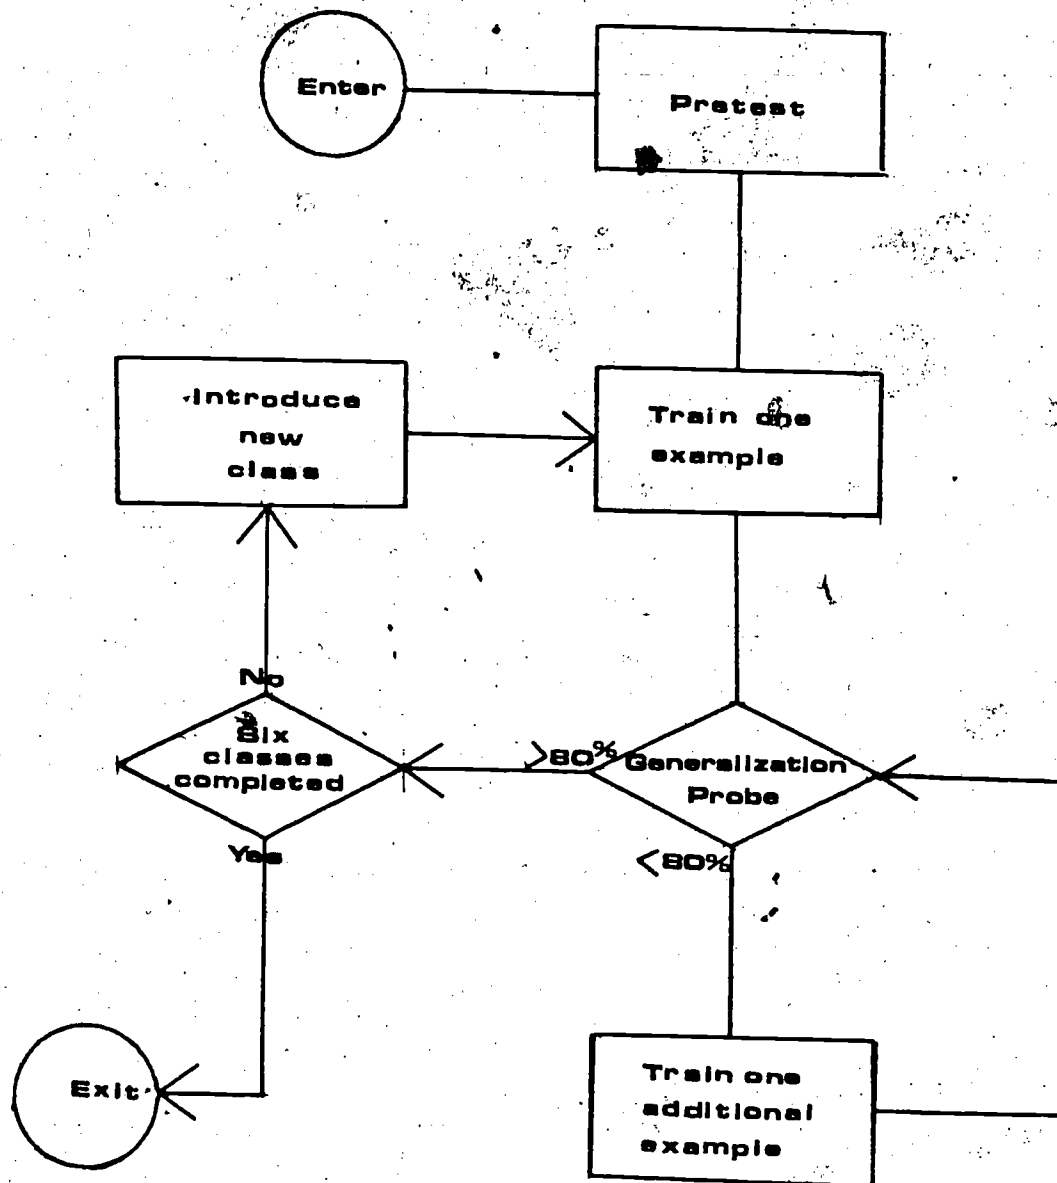 Enter
Pretest
Introduce
new
class
Train one
example
No
Six
classes
completed
>80%
Generalization
Probe
Yes
<80%
Exit
Train one
additional
example